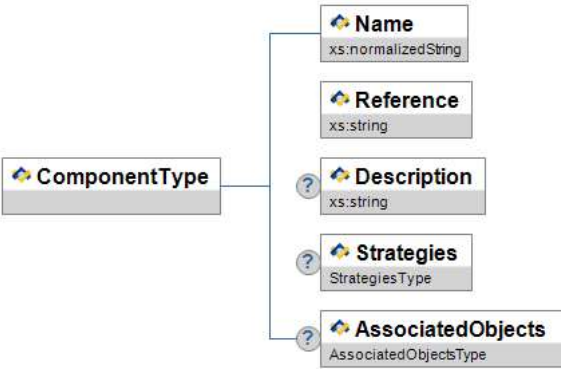 Name
xs:normalizedString
Reference
xs:string
ComponentType
? Description
xs:string
? Strategies
StrategiesType
? AssociatedObjects
AssociatedObjectsType